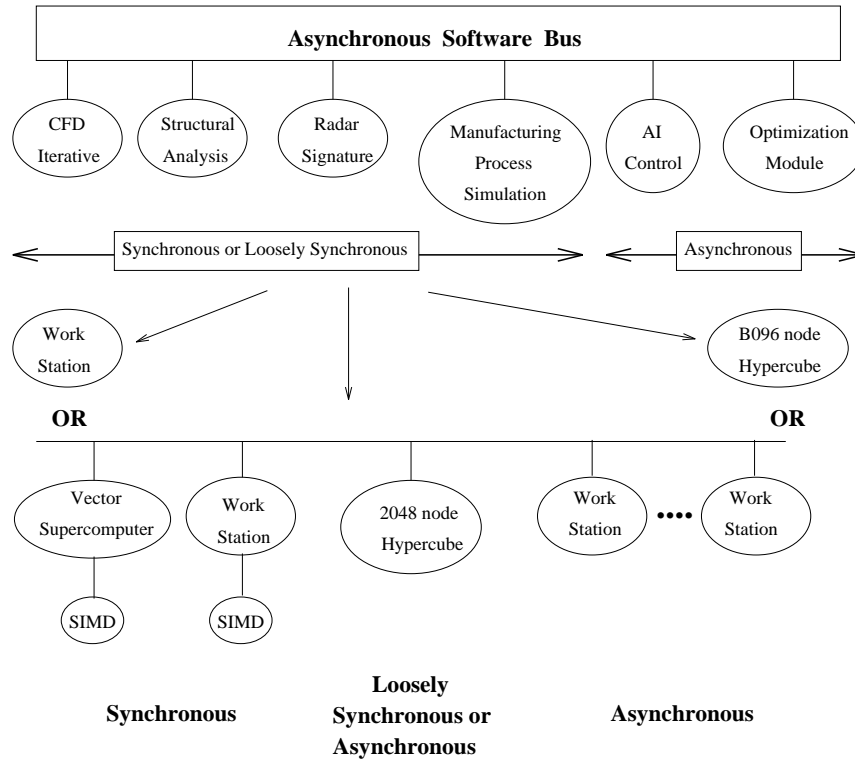 Asynchronous Software Bus
CFD
Iterative
Structural
Analysis
Radar
Signature
Manufacturing
Process
Simulation
AI
Control
Optimization
Module
Synchronous or Loosely Synchronous
Asynchronous
Work
Station
B096 node
Hypercube
OR
OR
Vector
Supercomputer
Work
Station
2048 node
Hypercube
Work
Station
Work
Station
SIMD
SIMD
Synchronous
Loosely
Synchronous or
Asynchronous
Asynchronous